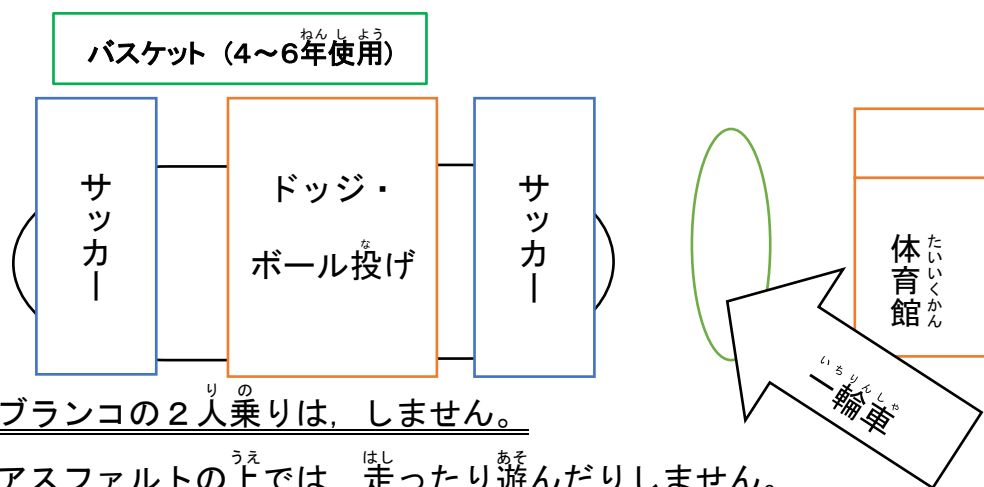 バスケット（4～6年使用）
サッカー
ドッジ・
ボール投げ
サッカー
体育館
一輪車
ブランコの２人乗りは，しません。
アスファルトの上では，走ったり遊んだりしません。